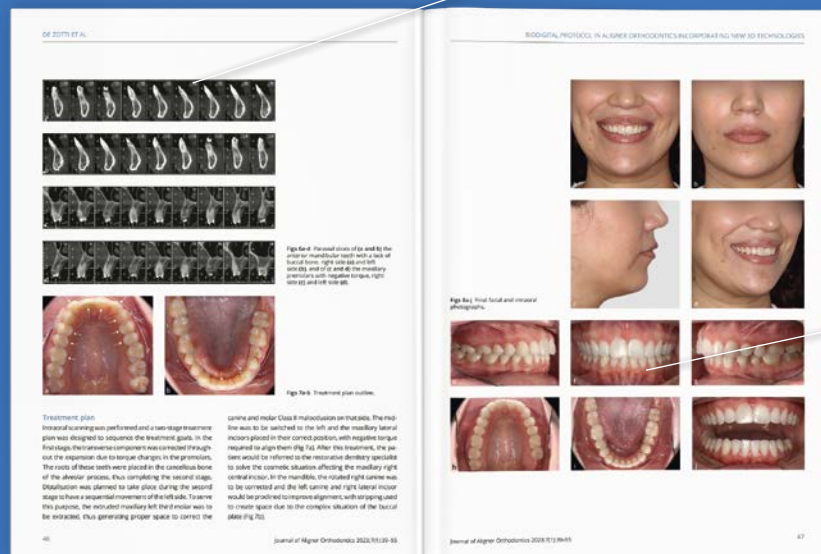 DE ZOTTI ET AL
Figs 6a-d Paraxial slices of (a and b) the
anterior mandibular teeth with a lack of
buccal bone, right side (a) and left
side (b), and of (c and d) the maxillary
premolars with negative torque, right
side (c) and left side (d).
Figs 7a-b Treatment plan outline.
Treatment plan
Intraoral scanning was performed and a two-stage treatment
plan was designed to sequence the treatment goals. In the
first stage, the transverse component was corrected through-
out the expansion due to torque changes in the premolars.
The roots of these teeth were placed in the cancellous bone
of the alveolar process, thus completing the second stage.
Distalisation was planned to take place during the second
stage to have a sequential movement of the left side. To serve
this purpose, the extruded maxillary left third molar was to
be extracted, thus generating proper space to correct the
canine and molar Class II malocclusion on that side. The mid-
line was to be switched to the left and the maxillary lateral
incisors placed in their correct position, with negative torque
required to align them (Fig 7a). After this treatment, the pa-
tient would be referred to the restorative dentistry specialist
to solve the cosmetic situation affecting the maxillary right
central incisor. In the mandible, the rotated right canine was
to be corrected and the left canine and right lateral incisor
would be proclined to improve alignment, with stripping used
to create space due to the complex situation of the buccal
plate (Fig 7b).
46
Journal of Aligner Orthodontics 2023;7(1):39–53
BIODIGITAL PROTOCOL IN ALIGNER ORTHODONTICS INCORPORATING NEW 3D TECHNOLOGIES
Figs 8a-j Final facial and intraoral
photographs.
h
Journal of Aligner Orthodontics 2023;7(1):39–53
47